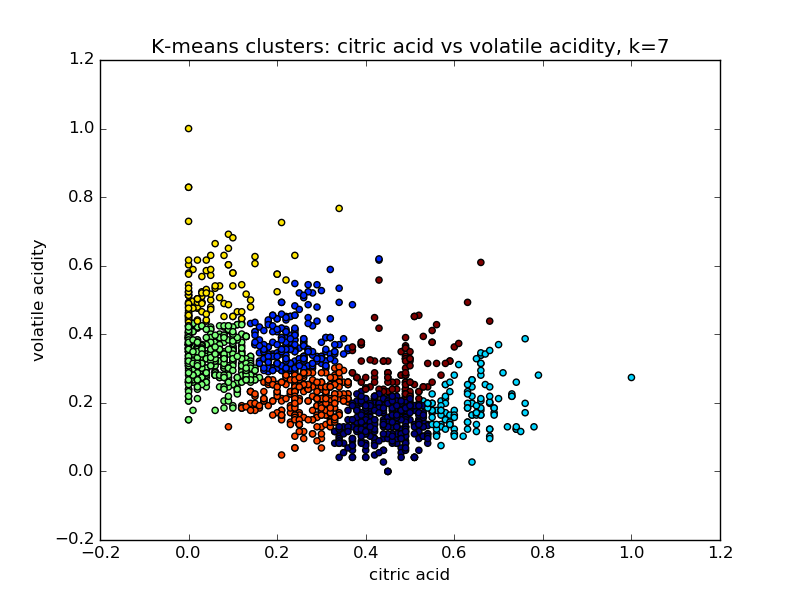 K-means clusters: citric acid vs volatile acidity, k=7
1.2
1.0
0.8
0.6
0.4
0.2
0.0
−0.2
volatile acidity
−0.2 0.0 0.2 0.4 0.6 0.8 1.0 1.2
citric acid